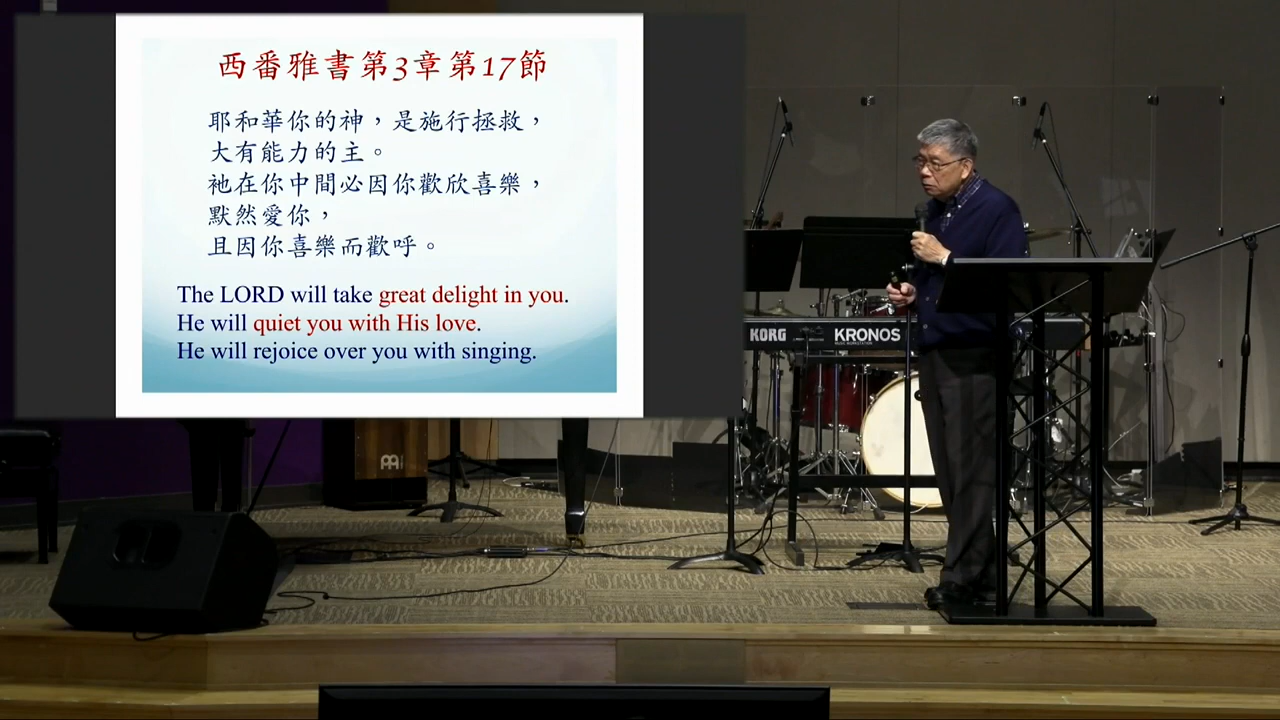 西番雅書第3章第17節
耶和華你的神，是施行拯救，
大有能力的主。
祂在你中間必因你歡欣喜樂，
默然愛你，
且因你喜樂而歡呼。
The LORD will take great delight in you.
He will quiet you with His love.
He will rejoice over you with singing.
KORG
KRONOS